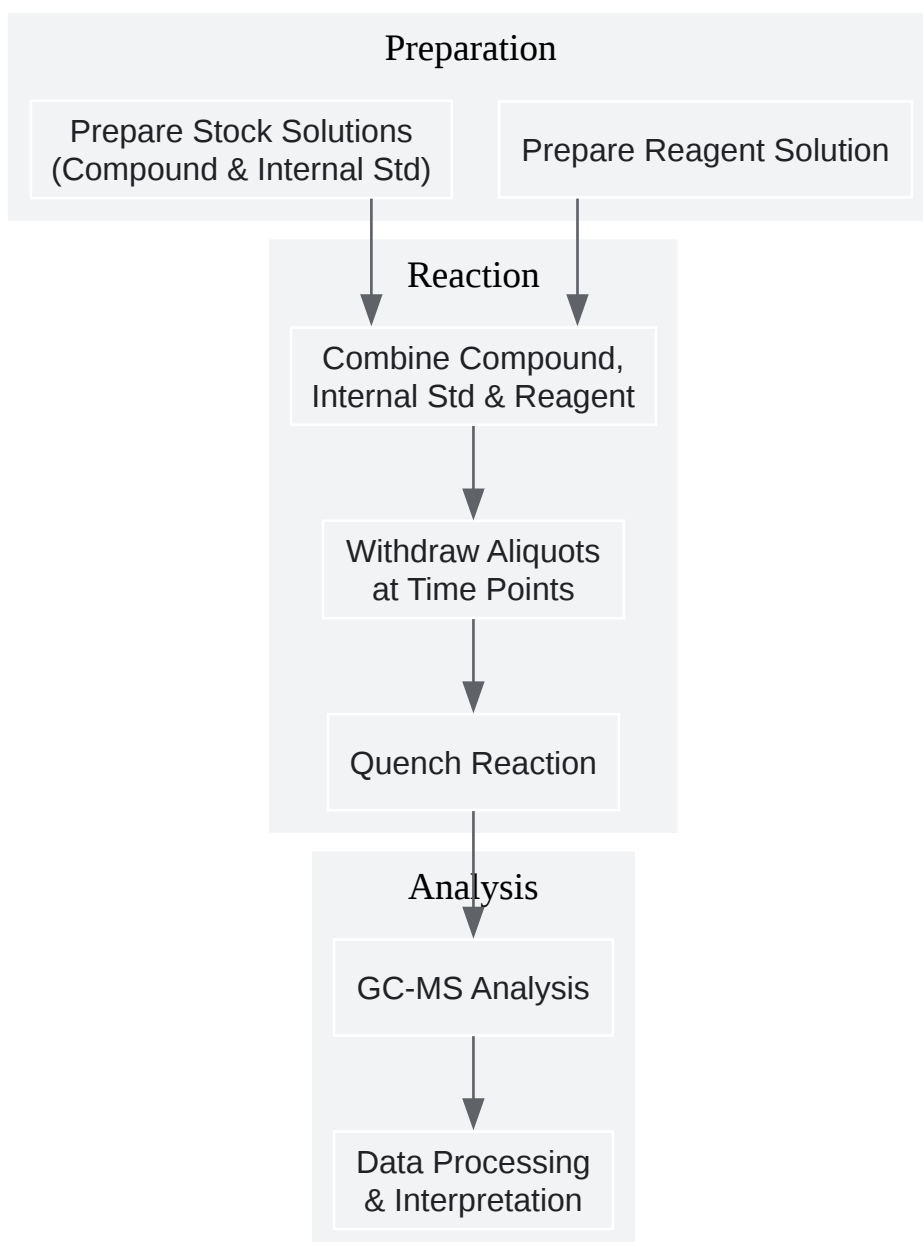 Preparation
Prepare Stock Solutions
(Compound & Internal Std)
Prepare Reagent Solution
Reaction
Combine Compound,
Internal Std & Reagent
Withdraw Aliquots
at Time Points
Quench Reaction
Analysis
GC-MS Analysis
Data Processing
& Interpretation